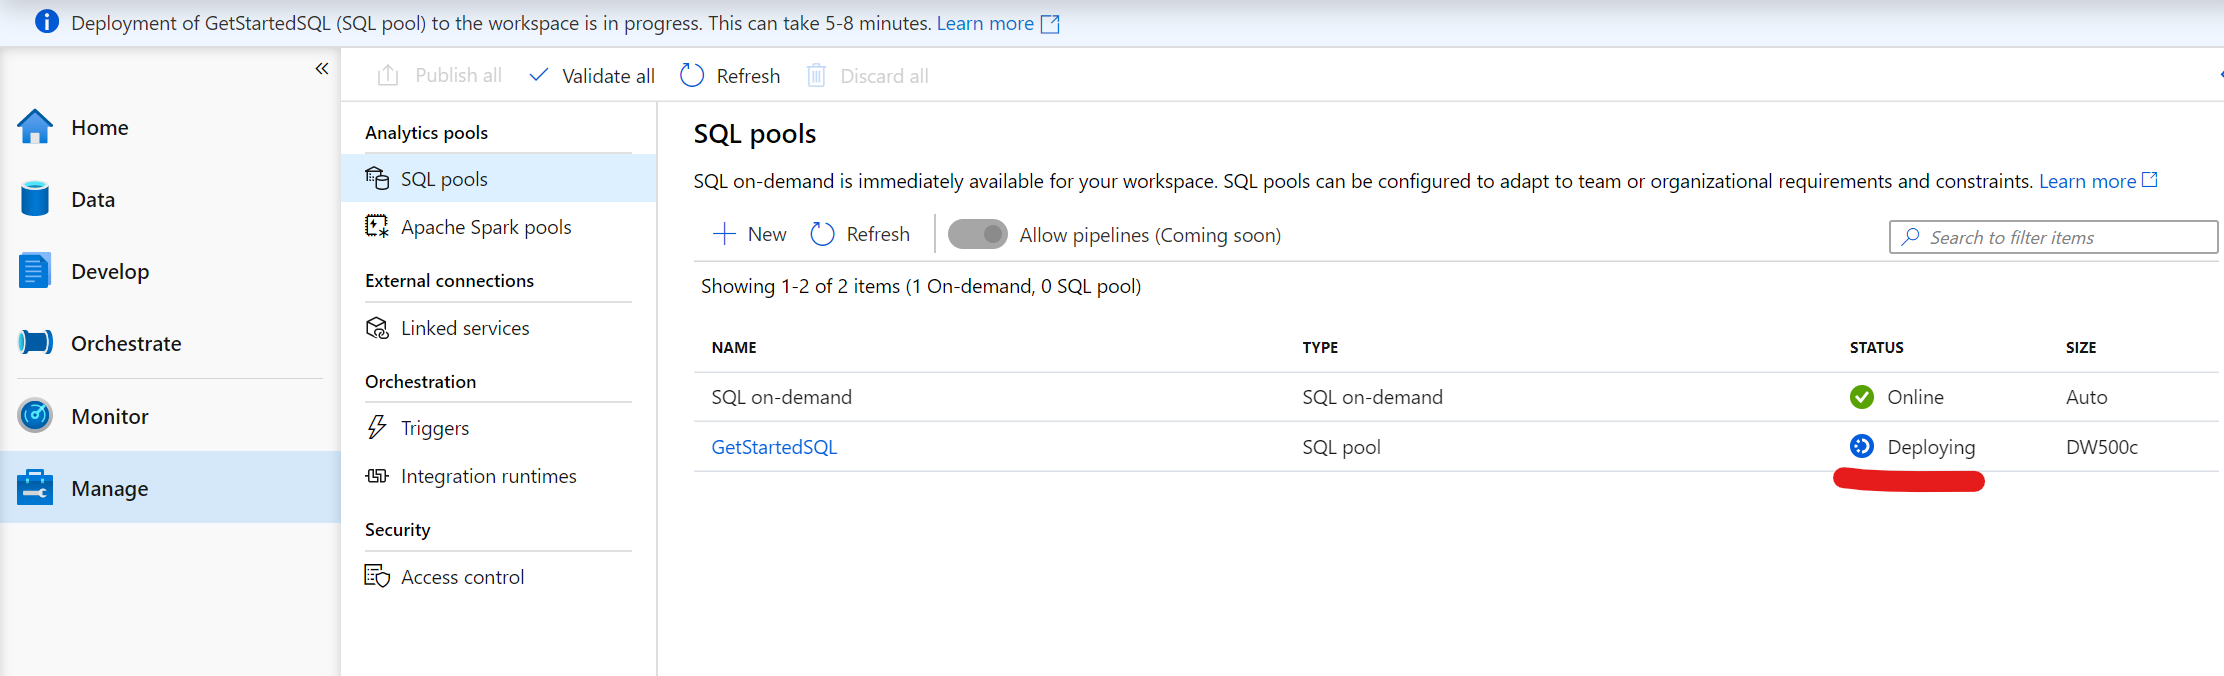 Deployment of GetStartedSQL (SQL pool) to the workspace is in progress. This can take 5-8 minutes. Learn more
Publish all Validate all Refresh Discard all
Home
Data
Develop
Orchestrate
Monitor
Manage
Analytics pools
SQL pools
Apache Spark pools
External connections
Linked services
Orchestration
Triggers
Integration runtimes
Security
Access control
SQL pools
SQL on-demand is immediately available for your workspace. SQL pools can be configured to adapt to team or organizational requirements and constraints. Learn more
New Refresh Allow pipelines (Coming soon) Search to filter items
Showing 1-2 of 2 items (1 On-demand, 0 SQL pool)
NAME TYPE STATUS SIZE
SQL on-demand SQL on-demand Online Auto
GetStartedSQL SQL pool Deploying DW500c